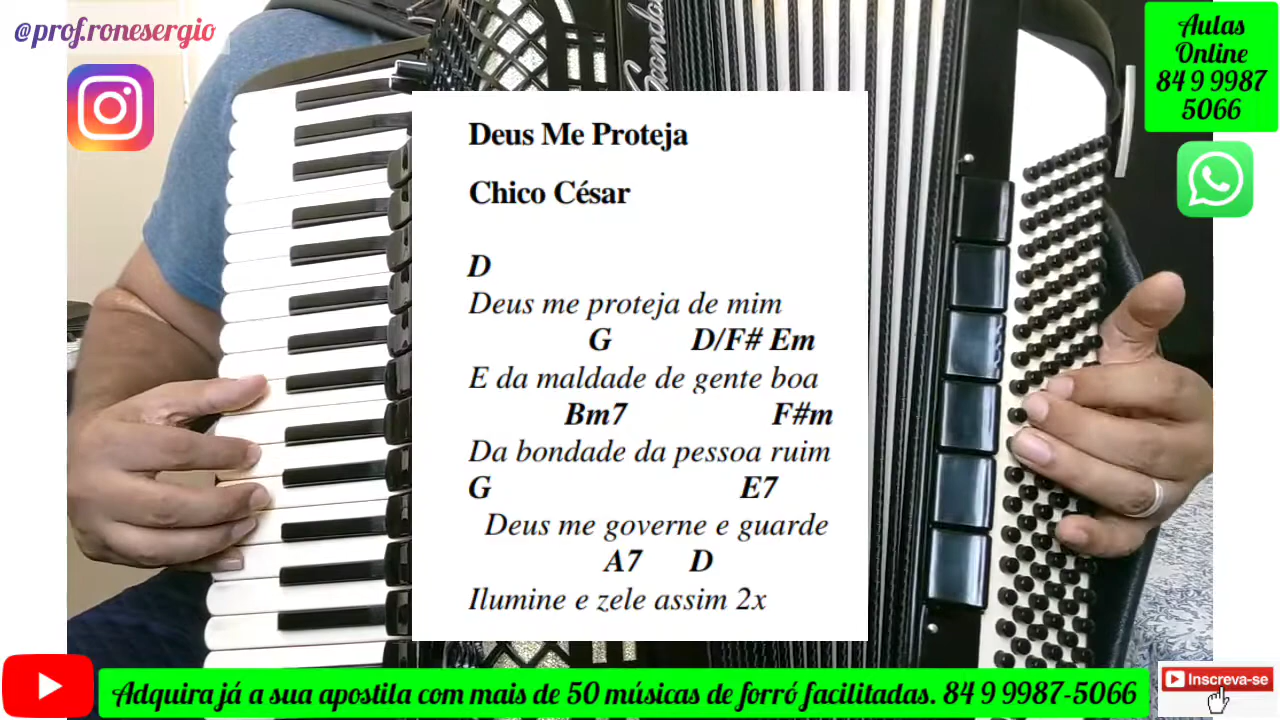 @prof.ronesergio
Aulas
Online
84 9 9987
5066
Deus Me Proteja
Chico César
D
Deus me proteja de mim
G D/F# Em
E da maldade de gente boa
Bm7 F#m
Da bondade da pessoa ruim
G E7
Deus me governe e guarde
A7 D
Ilumine e zele assim 2x
Adquira já a sua apostila com mais de 50 músicas de forró facilitadas. 84 9 9987-5066
Inscreva-se